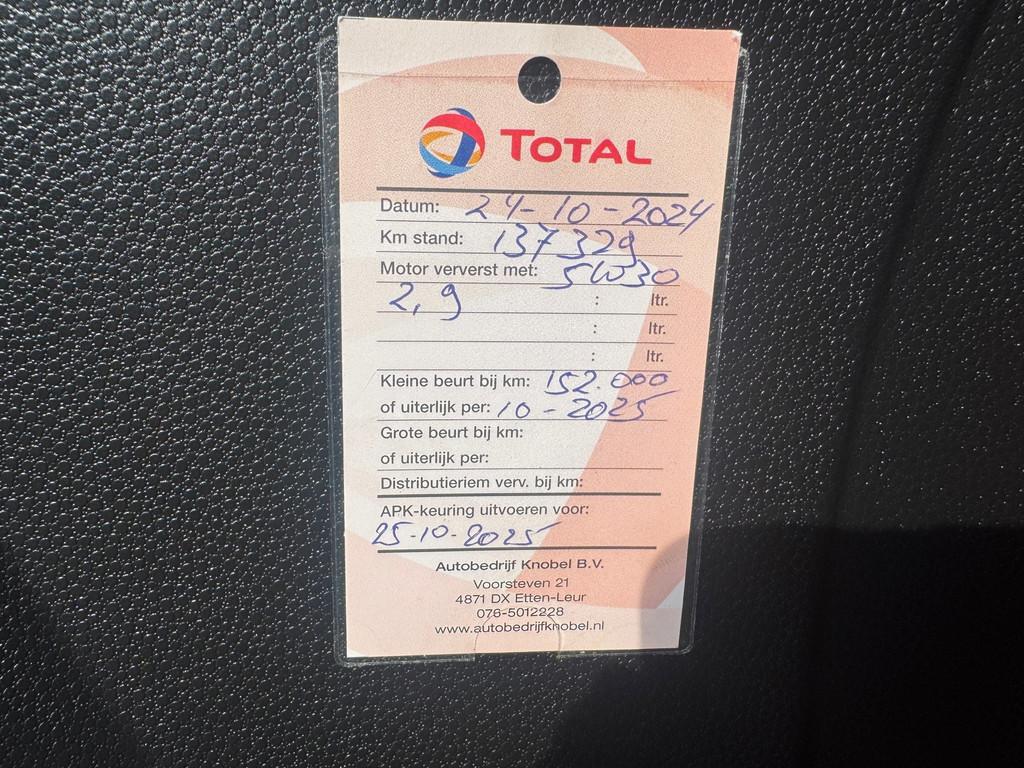 TOTAL
Datum: 24-10-2024
Km stand: 137329
Motor ververst met: 5W30
2,9 : ltr.
: ltr.
: ltr.
Kleine beurt bij km: 152.000
of uiterlijk per: 10-2025
Grote beurt bij km:
of uiterlijk per:
Distributieriem verv. bij km:
APK-keuring uitvoeren voor:
25-10-2025
Autobedrijf Knobel B.V.
Voorsteven 21
4871 DX Etten-Leur
076-5012228
www.autobedrijfknobel.nl